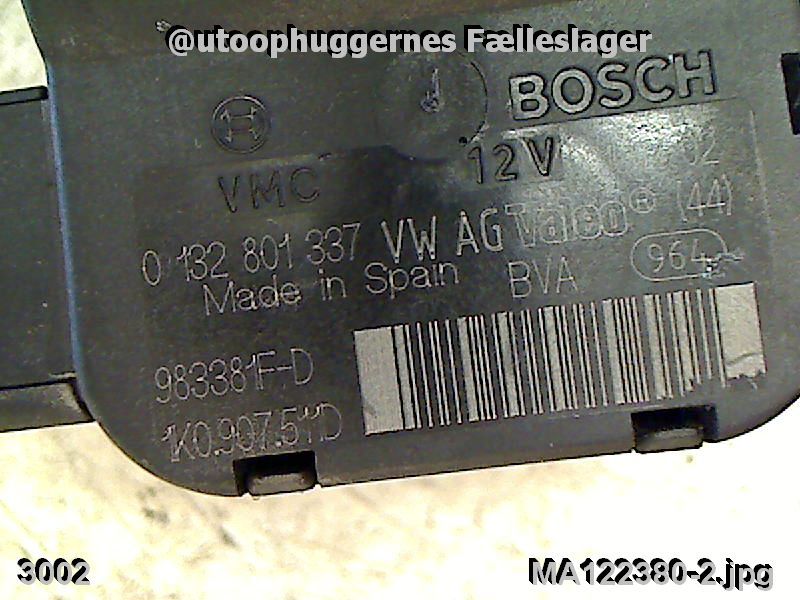 @utoophuggernes Fælleslager
BOSCH
VMC 12V
0 132 801 337 VW AG Valeo® (44)
Made in Spain BVA 964
983381F-D
1K0.907.511D
3002 MA122380-2.jpg